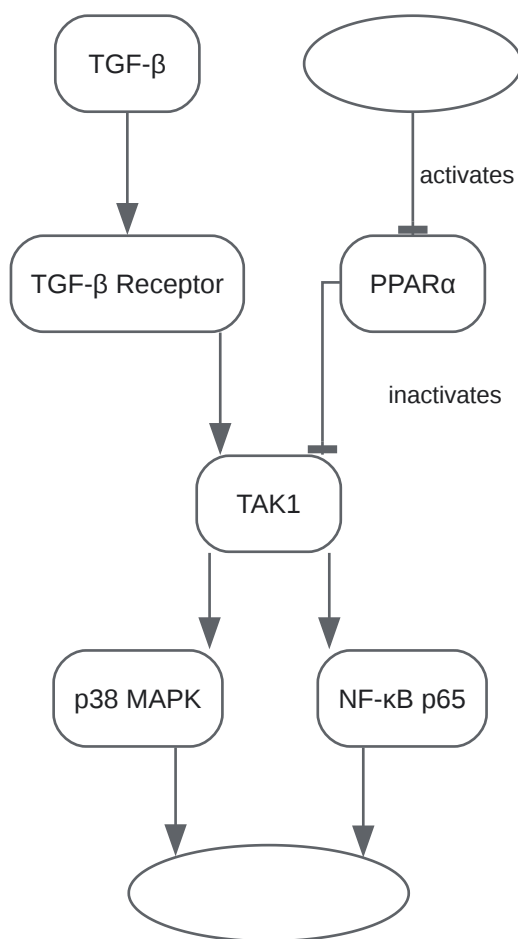 TGF-β
activates
TGF-β Receptor
PPARα
inactivates
TAK1
p38 MAPK
NF-κB p65